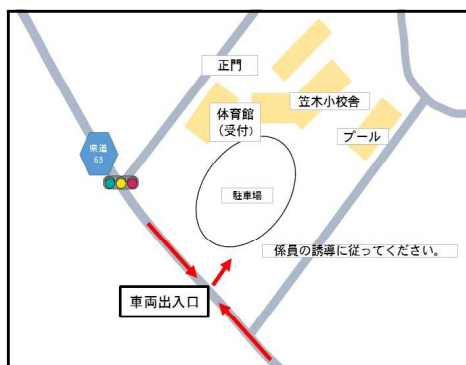 正門
体育館
(受付)
笠木小校舎
プール
県道
63
駐車場
係員の誘導に従ってください。
車両出入口